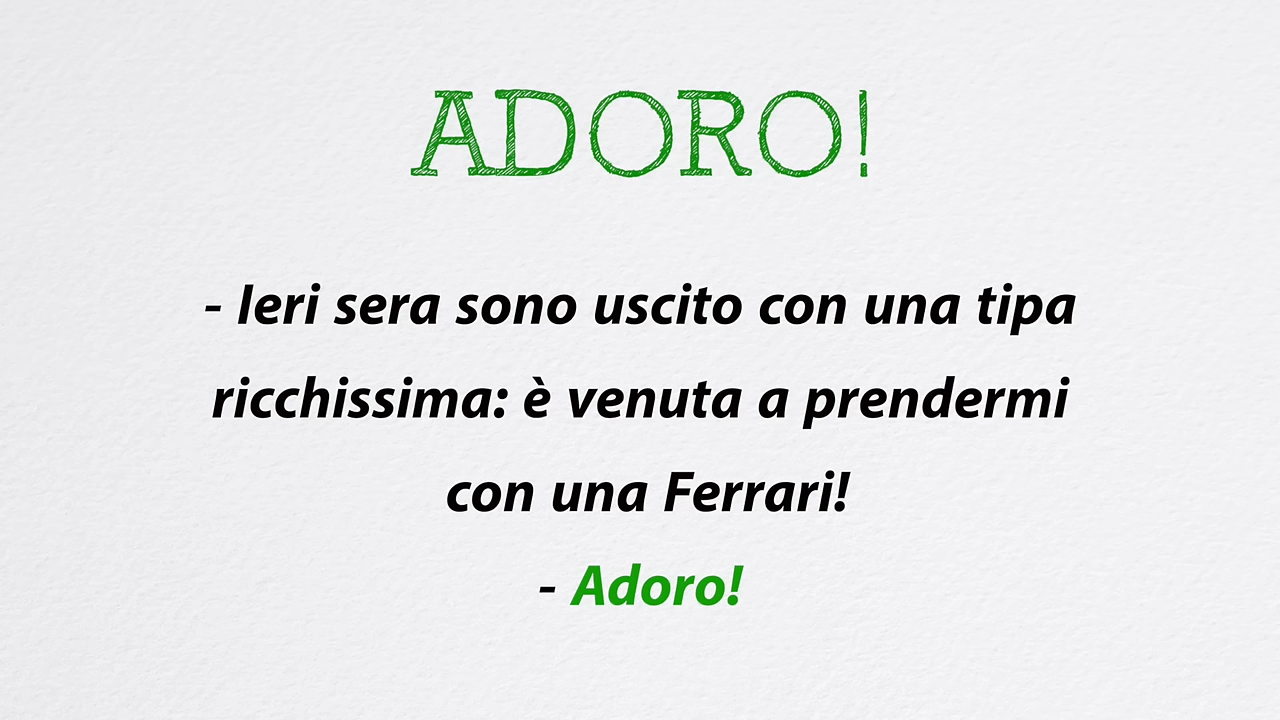 ADORO!
- Ieri sera sono uscito con una tipa
ricchissima: è venuta a prendermi
con una Ferrari!
- Adoro!